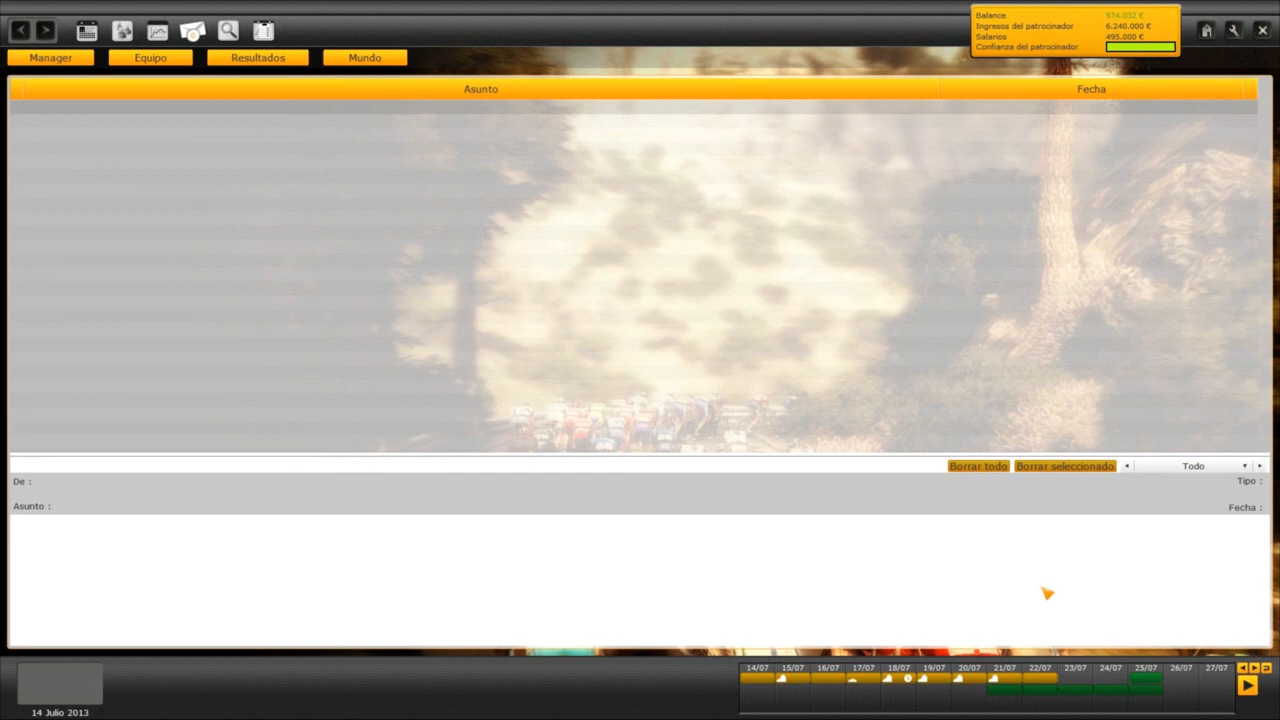 Balance 974.032 €
Ingresos del patrocinador 6.240.000 €
Salarios 495.000 €
Confianza del patrocinador
Manager Equipo Resultados Mundo
Asunto Fecha
Borrar todo Borrar seleccionado Todo
De : Tipo :
Asunto : Fecha :
14/07 15/07 16/07 17/07 18/07 19/07 20/07 21/07 22/07 23/07 24/07 25/07 26/07 27/07
14 Julio 2013